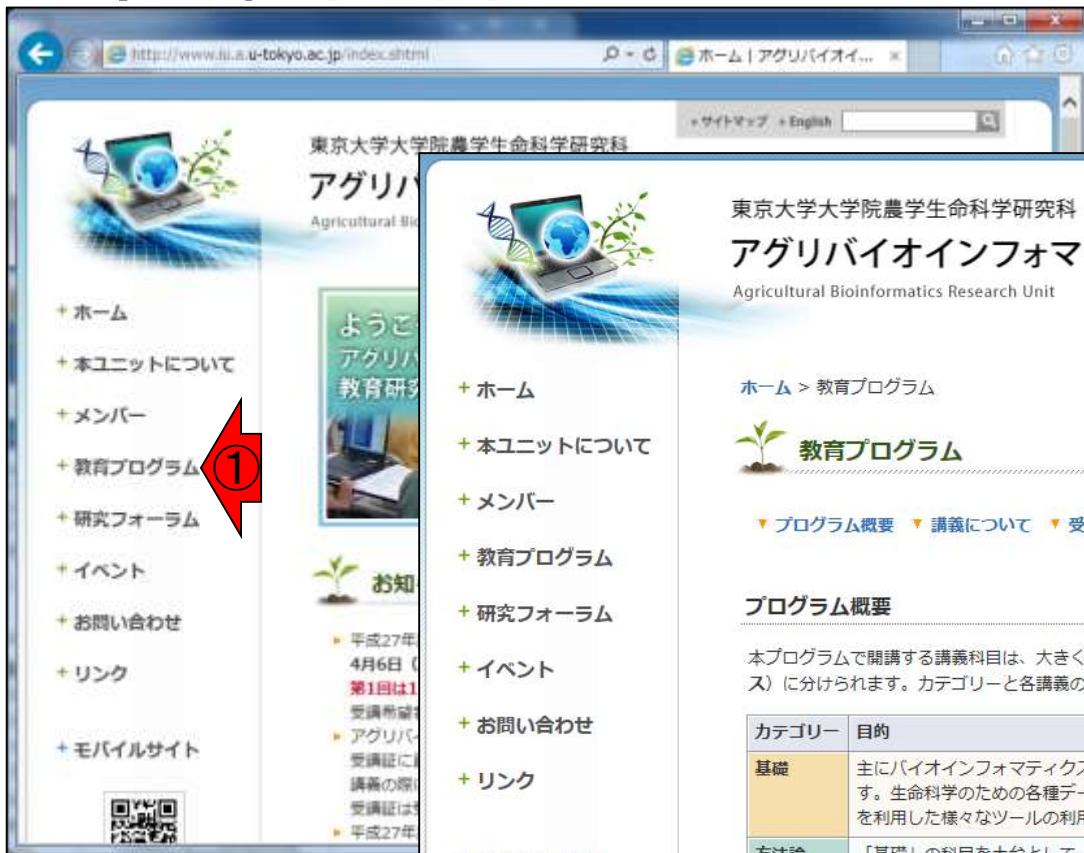 http://www.iu.a.u-tokyo.ac.jp/index.shtml
ホーム | アグリバイオイ...
サイトマップ
English
東京大学大学院農学生命科学研究科
アグリバ
Agricultural Bio
+ ホーム
+ 本ユニットについて
+ メンバー
+ 教育プログラム
①
+ 研究フォーラム
+ イベント
+ お問い合わせ
+ リンク
+ モバイルサイト
ようこそ
アグリバ
教育研究
お知
平成27年
4月6日（
第1回は1
受講希望
アグリバイ
受講証に
講義の際
受講証は
平成27年
東京大学大学院農学生命科学研究科
アグリバイオインフォマ
Agricultural Bioinformatics Research Unit
+ ホーム
+ 本ユニットについて
+ メンバー
+ 教育プログラム
+ 研究フォーラム
+ イベント
+ お問い合わせ
+ リンク
ホーム > 教育プログラム
教育プログラム
プログラム概要 ▼ 講義について ▼ 受
プログラム概要
本プログラムで開講する講義科目は、大きく
ス）に分けられます。カテゴリーと各講義の
カテゴリー 目的
基礎 主にバイオインフォマティクス
す。生命科学のための各種デー
を利用した様々なツールの利用
方法論 「基礎」の科目を土台として